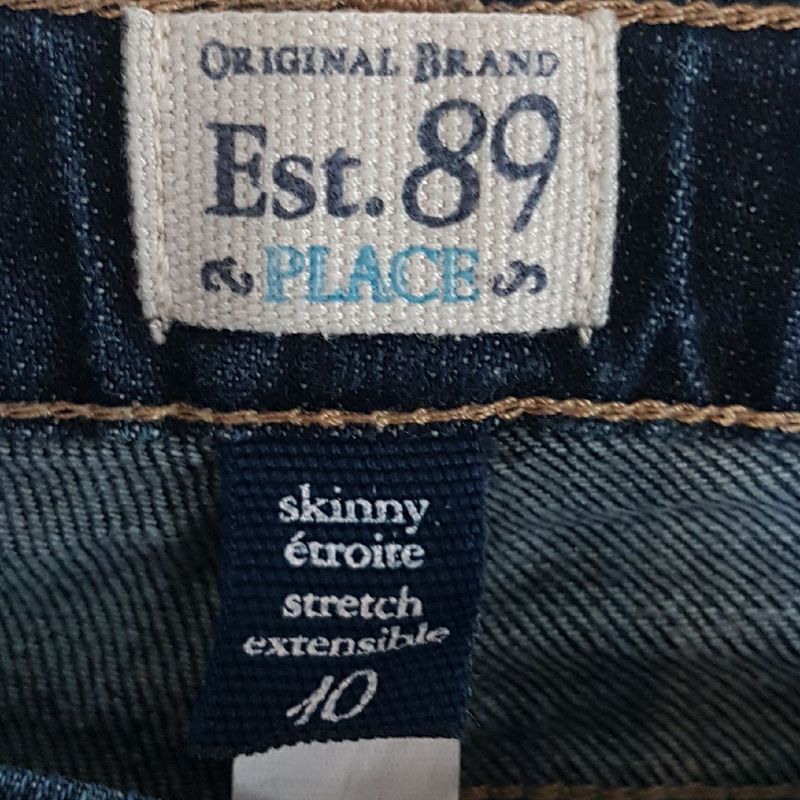 ORIGINAL BRAND
Est. 89
PLACE
skinny
étroite
stretch
extensible
10